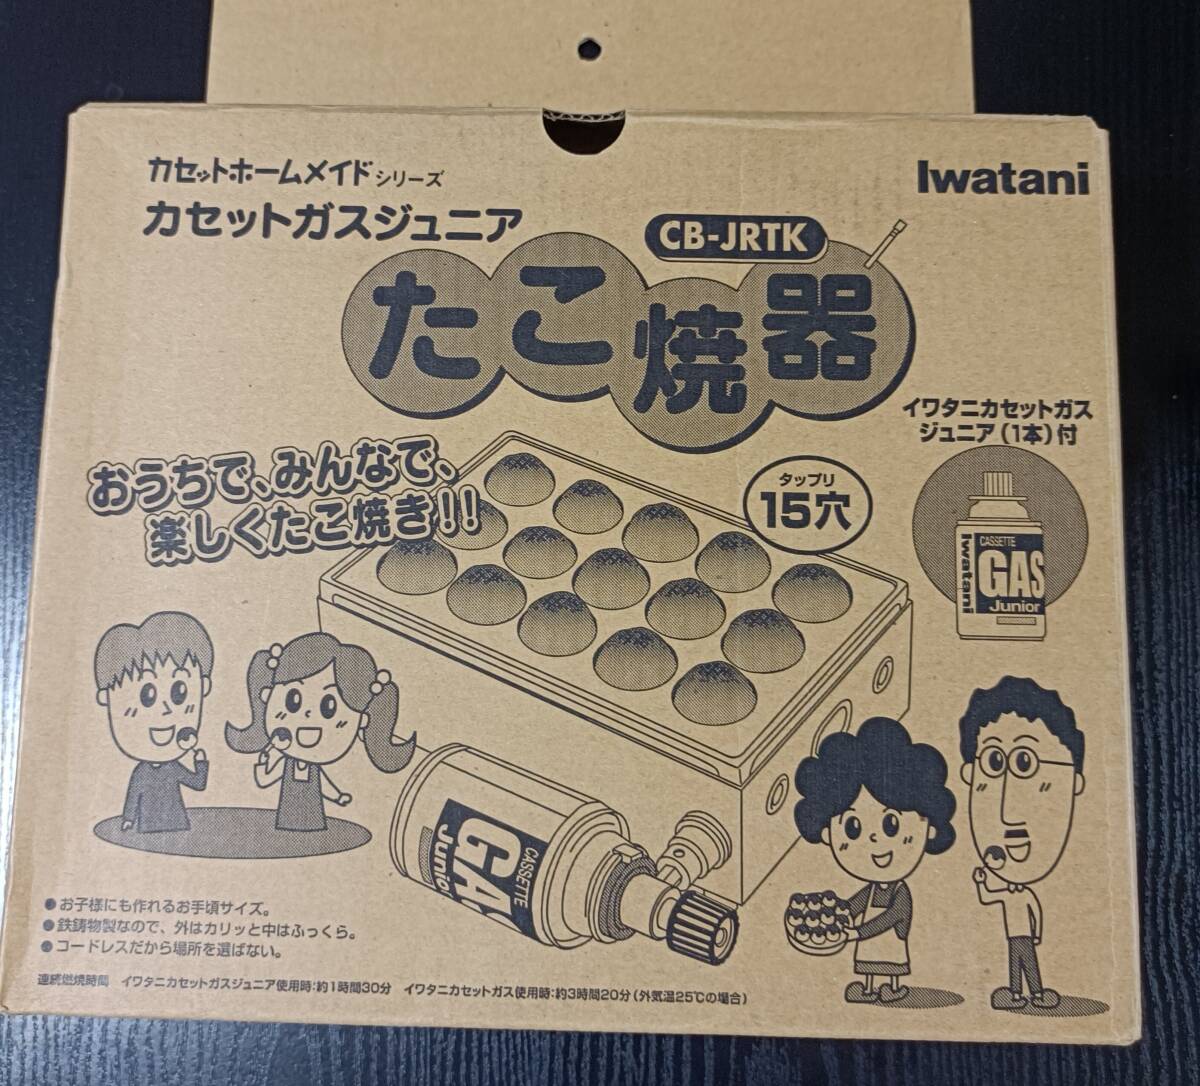 カセットホームメイドシリーズ
カセットガスジュニア
Iwatani
CB-JRTK
たこ焼器
イワタニカセットガス
ジュニア(1本)付
おうちで、みんなで、
楽しくたこ焼き!!
タップリ
15穴
Iwatani
CASSETTE
GAS
Junior
CASSETTE
GAS
Junior
●お子様にも作れるお手頃サイズ。
●鉄鋳物製なので、外はカリッと中はふっくら。
●コードレスだから場所を選ばない。
連続燃焼時間 イワタニカセットガスジュニア使用時:約1時間30分 イワタニカセットガス使用時:約3時間20分(外気温25℃の場合)